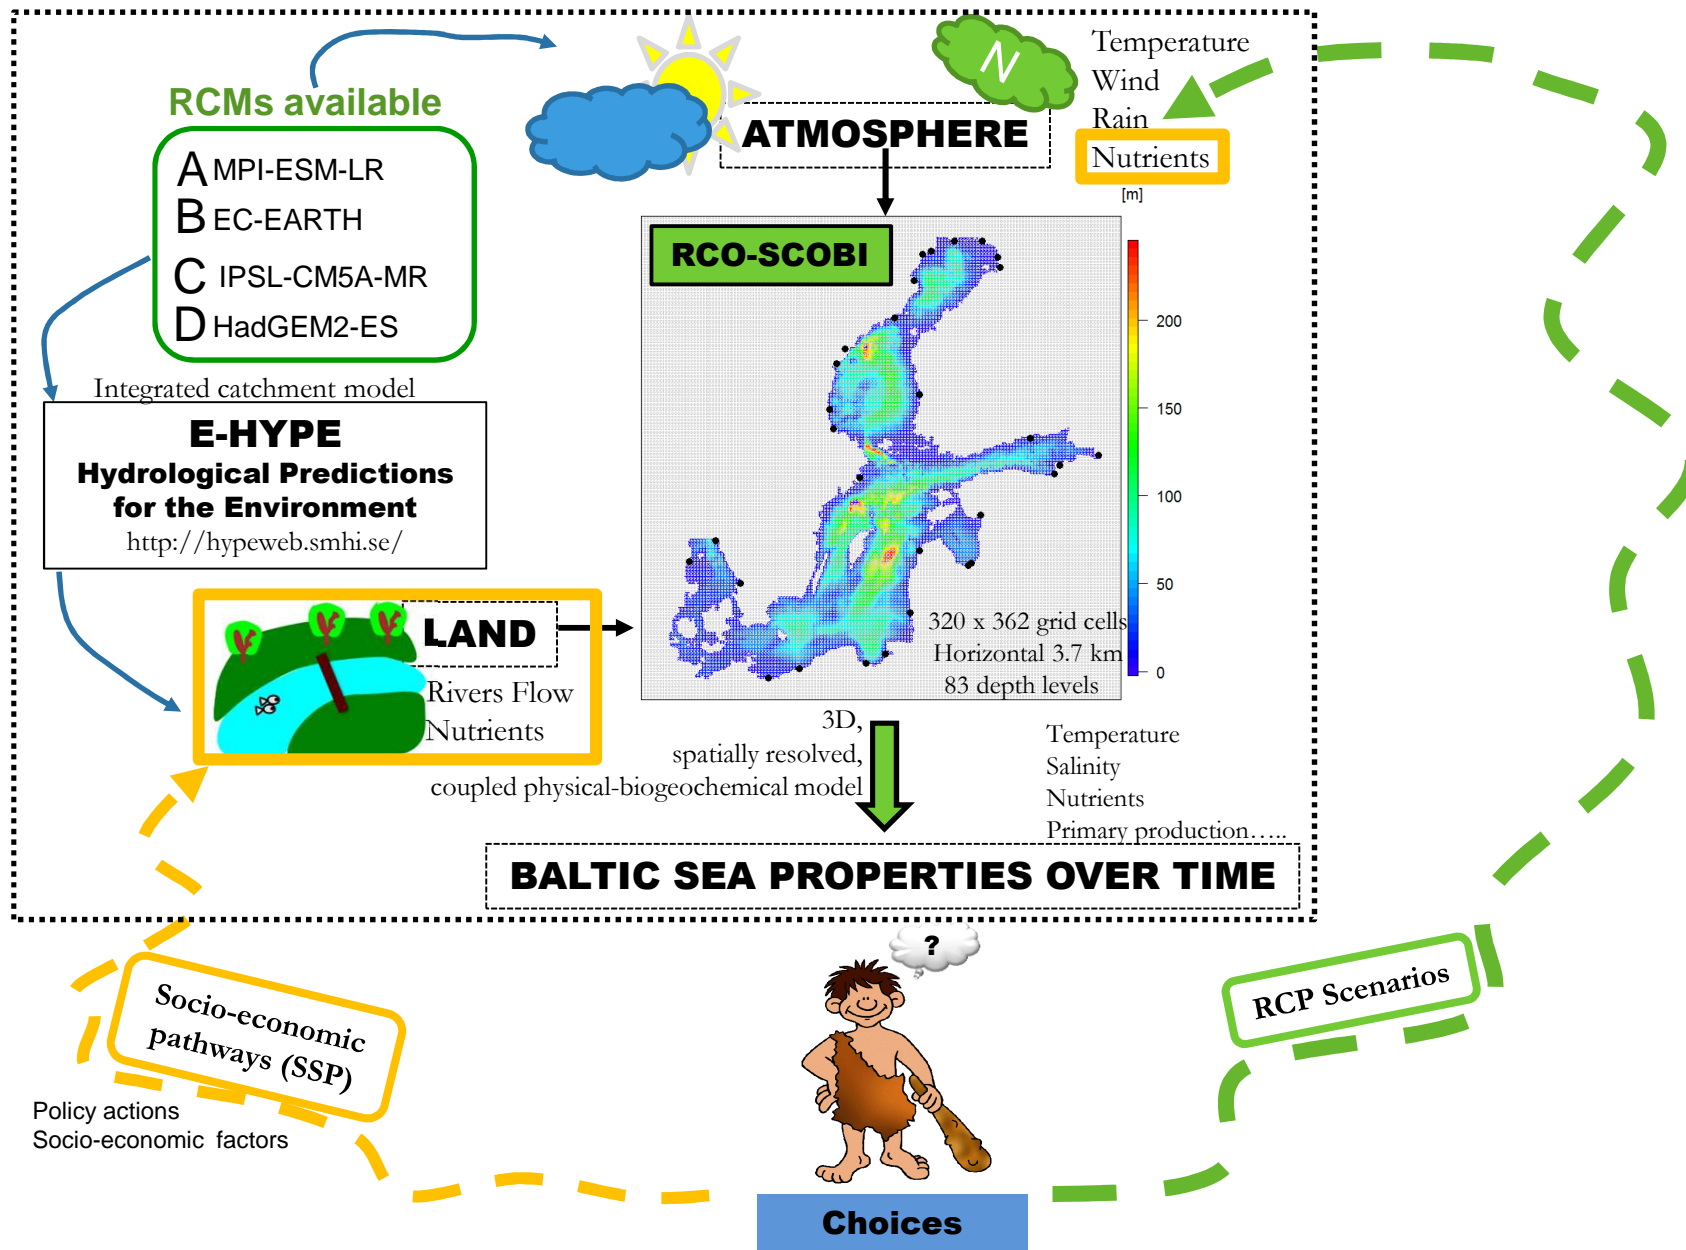 RCMs available
A MPI-ESM-LR
B EC-EARTH
C IPSL-CM5A-MR
D HadGEM2-ES
N
ATMOSPHERE
Temperature
Wind
Rain
Nutrients
[m]
RCO-SCOBI
200
150
100
50
0
320 x 362 grid cells
Horizontal 3.7 km
83 depth levels
Integrated catchment model
E-HYPE
Hydrological Predictions
for the Environment
http://hypeweb.smhi.se/
LAND
Rivers Flow
Nutrients
3D,
spatially resolved,
coupled physical-biogeochemical model
Temperature
Salinity
Nutrients
Primary production…..
BALTIC SEA PROPERTIES OVER TIME
?
Socio-economic
pathways (SSP)
Policy actions
Socio-economic factors
RCP Scenarios
Choices